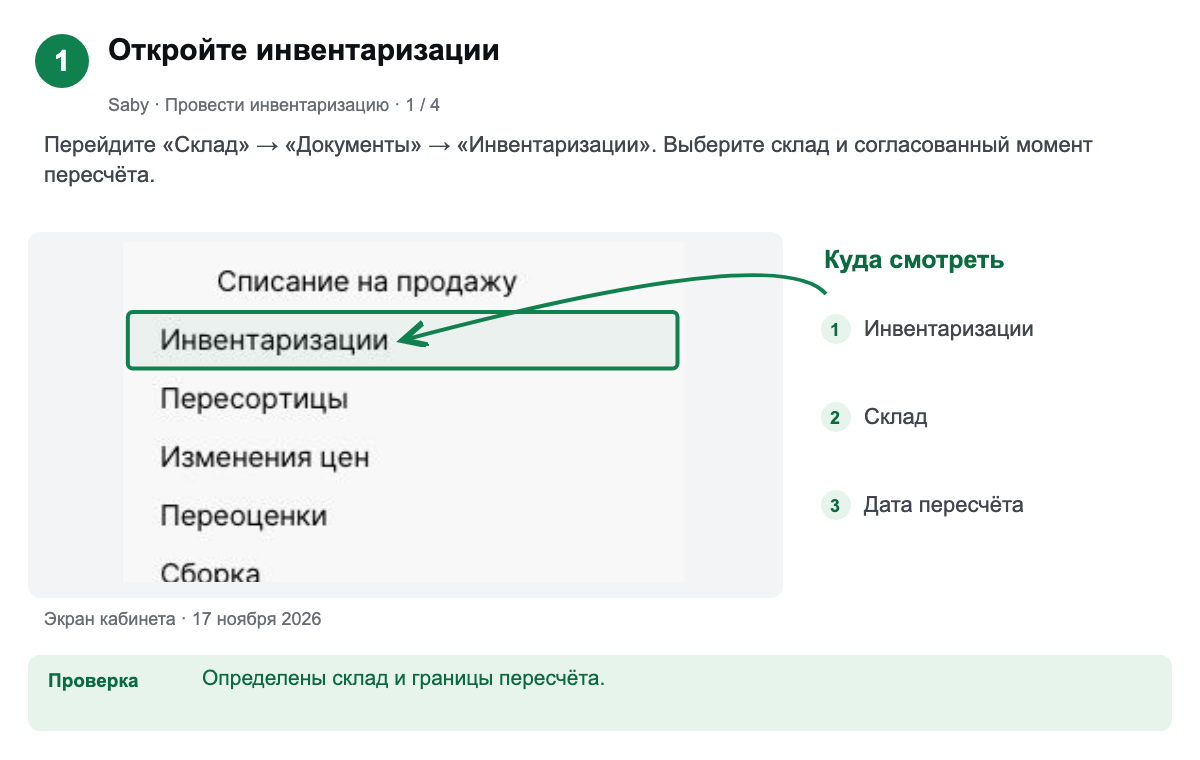 1
Откройте инвентаризации
Saby · Провести инвентаризацию · 1 / 4
Перейдите «Склад» → «Документы» → «Инвентаризации». Выберите склад и согласованный момент
пересчёта.
Списание на продажу
Инвентаризации
Пересортицы
Изменения цен
Переоценки
Сборка
Куда смотреть
1 Инвентаризации
2 Склад
3 Дата пересчёта
Экран кабинета · 17 ноября 2026
Проверка Определены склад и границы пересчёта.